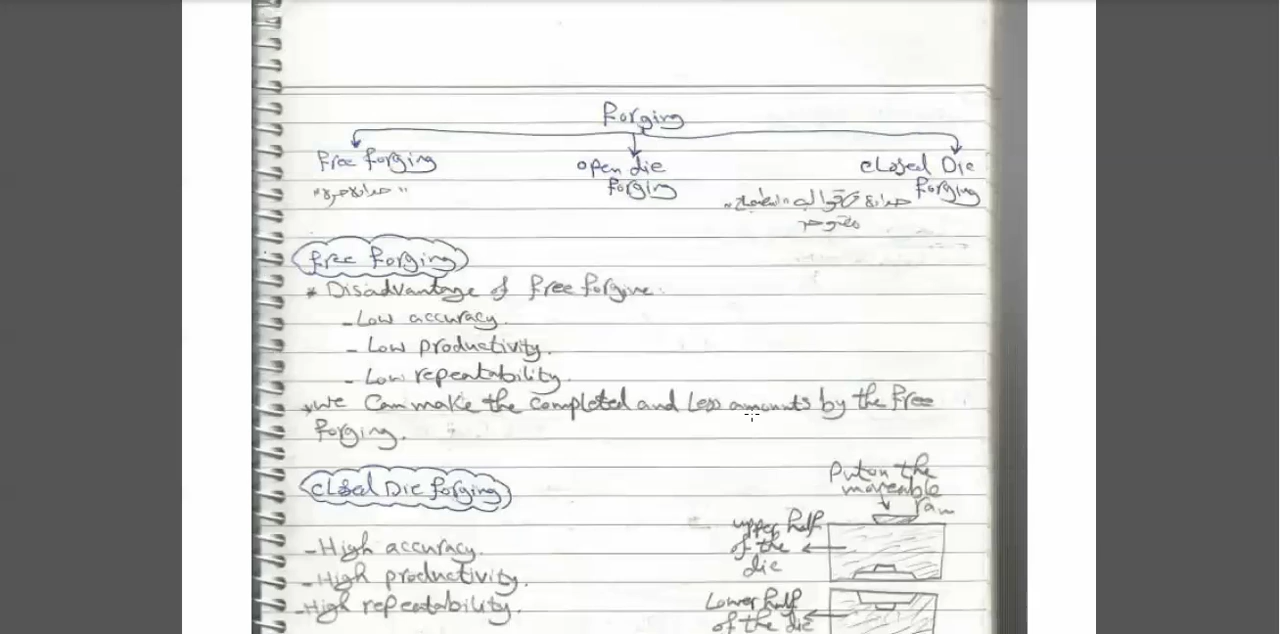 Forging
Free forging
open die
forging
closed Die
forging
"حدادة حرة"
Free forging
* Disadvantage of free forging:
- Low accuracy.
- Low productivity.
- Low repeatability.
* we can make the completed and less amounts by the free
forging.
closed Die forging
- High accuracy.
- High productivity.
- High repeatability.
Put on the
moveable
ram
upper half
of the
die
Lower half
of the die